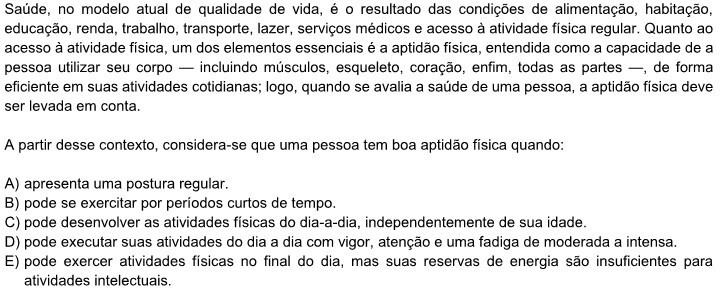 Saúde, no modelo atual de qualidade de vida, é o resultado das condições de alimentação, habitação,
educação, renda, trabalho, transporte, lazer, serviços médicos e acesso à atividade física regular. Quanto ao
acesso à atividade física, um dos elementos essenciais é a aptidão física, entendida como a capacidade de a
pessoa utilizar seu corpo — incluindo músculos, esqueleto, coração, enfim, todas as partes —, de forma
eficiente em suas atividades cotidianas; logo, quando se avalia a saúde de uma pessoa, a aptidão física deve
ser levada em conta.
A partir desse contexto, considera-se que uma pessoa tem boa aptidão física quando:
A) apresenta uma postura regular.
B) pode se exercitar por períodos curtos de tempo.
C) pode desenvolver as atividades físicas do dia-a-dia, independentemente de sua idade.
D) pode executar suas atividades do dia a dia com vigor, atenção e uma fadiga de moderada a intensa.
E) pode exercer atividades físicas no final do dia, mas suas reservas de energia são insuficientes para
atividades intelectuais.